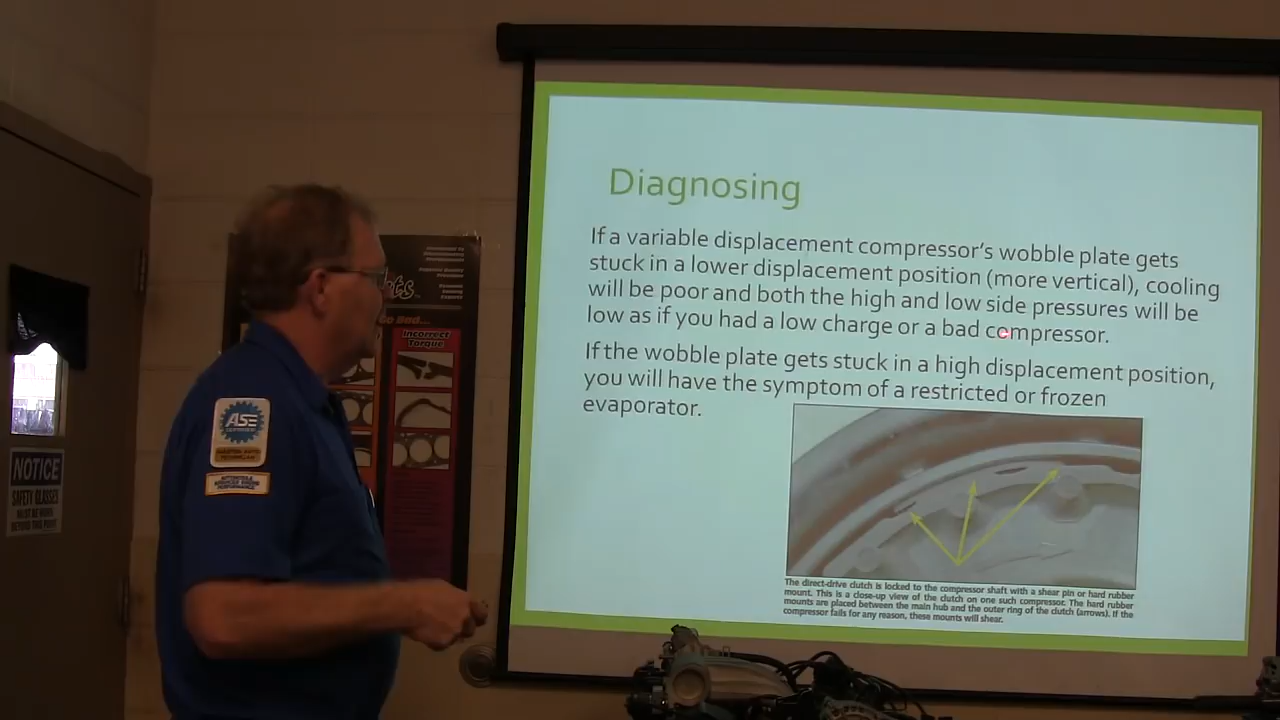 Diagnosing
If a variable displacement compressor's wobble plate gets
stuck in a lower displacement position (more vertical), cooling
will be poor and both the high and low side pressures will be
low as if you had a low charge or a bad compressor.
If the wobble plate gets stuck in a high displacement position,
you will have the symptom of a restricted or frozen
evaporator.
The direct-drive clutch is locked to the compressor shaft with a shear pin or hard rubber
mount. This is a close-up view of the clutch on one such compressor. The hard rubber
mounts are placed between the main hub and the outer ring of the clutch (arrows). If the
compressor fails for any reason, these mounts will shear.
Incorrect
Torque
ASE
NOTICE
SAFETY GLASSES
MUST BE WORN
BEYOND THIS POINT